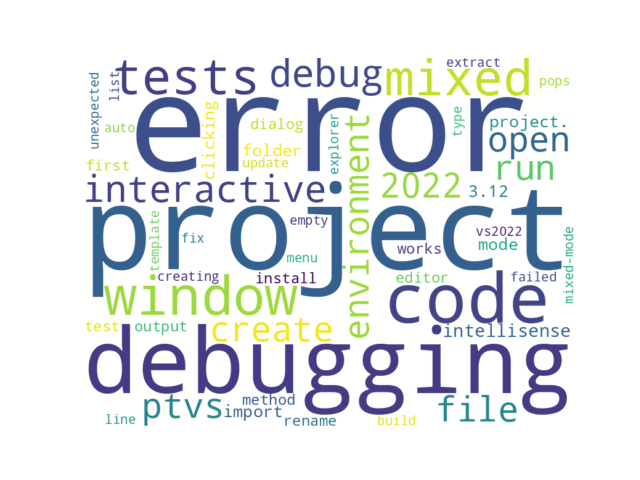 extract
list
tests
debug
mixed
pops
unexpected
error
auto
clicking
dialog
explorer
type
project.
open
first
folder
update
environment
run
interactive
2022
3.12
project
template
fix
empty
menu
works
vs2022
mode
mixed-mode
creating
install
editor
failed
window
code
test
output
create
intellisense
debugging
ptvs
method
import
rename
file
line
build